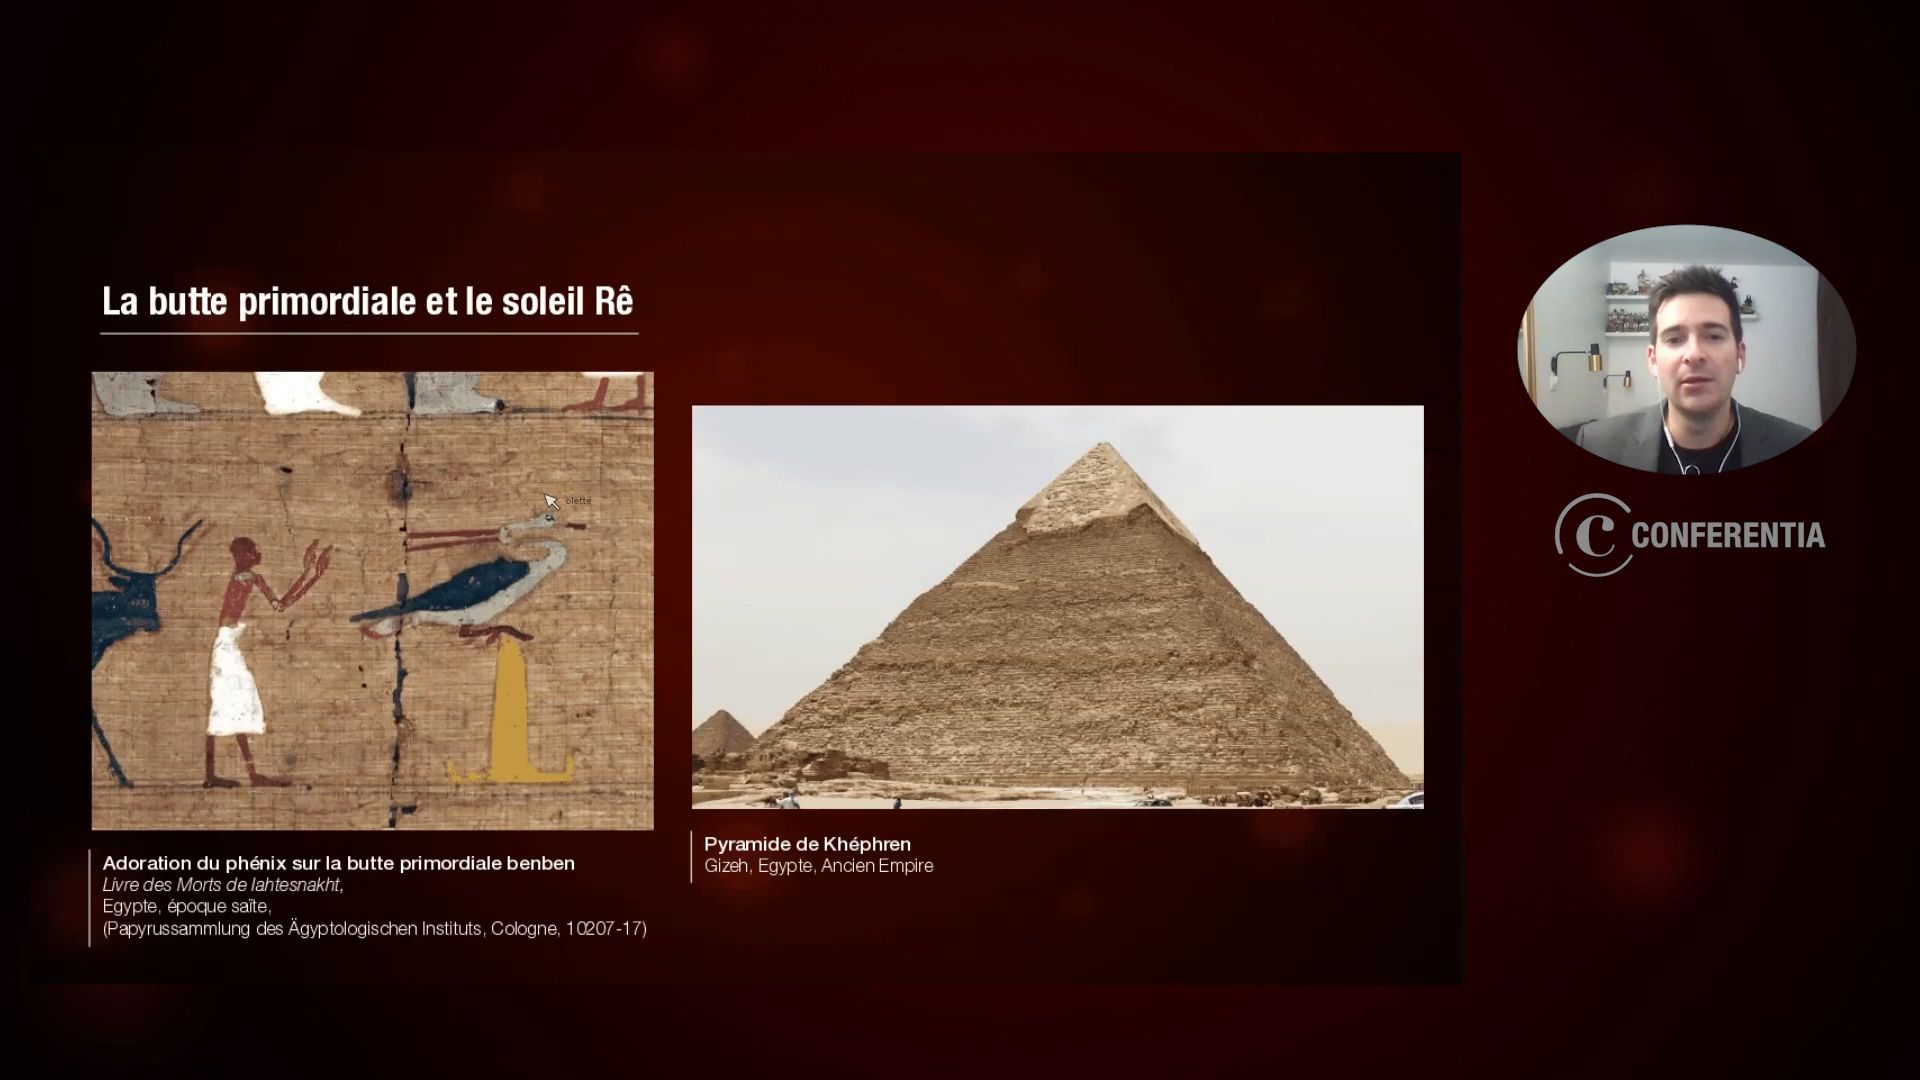 La butte primordiale et le soleil Rê
olette
Adoration du phénix sur la butte primordiale benben
Livre des Morts de Iahtesnakht,
Egypte, époque saïte,
(Papyrussammlung des Ägyptologischen Instituts, Cologne, 10207-17)
Pyramide de Khéphren
Gizeh, Egypte, Ancien Empire
C CONFERENTIA